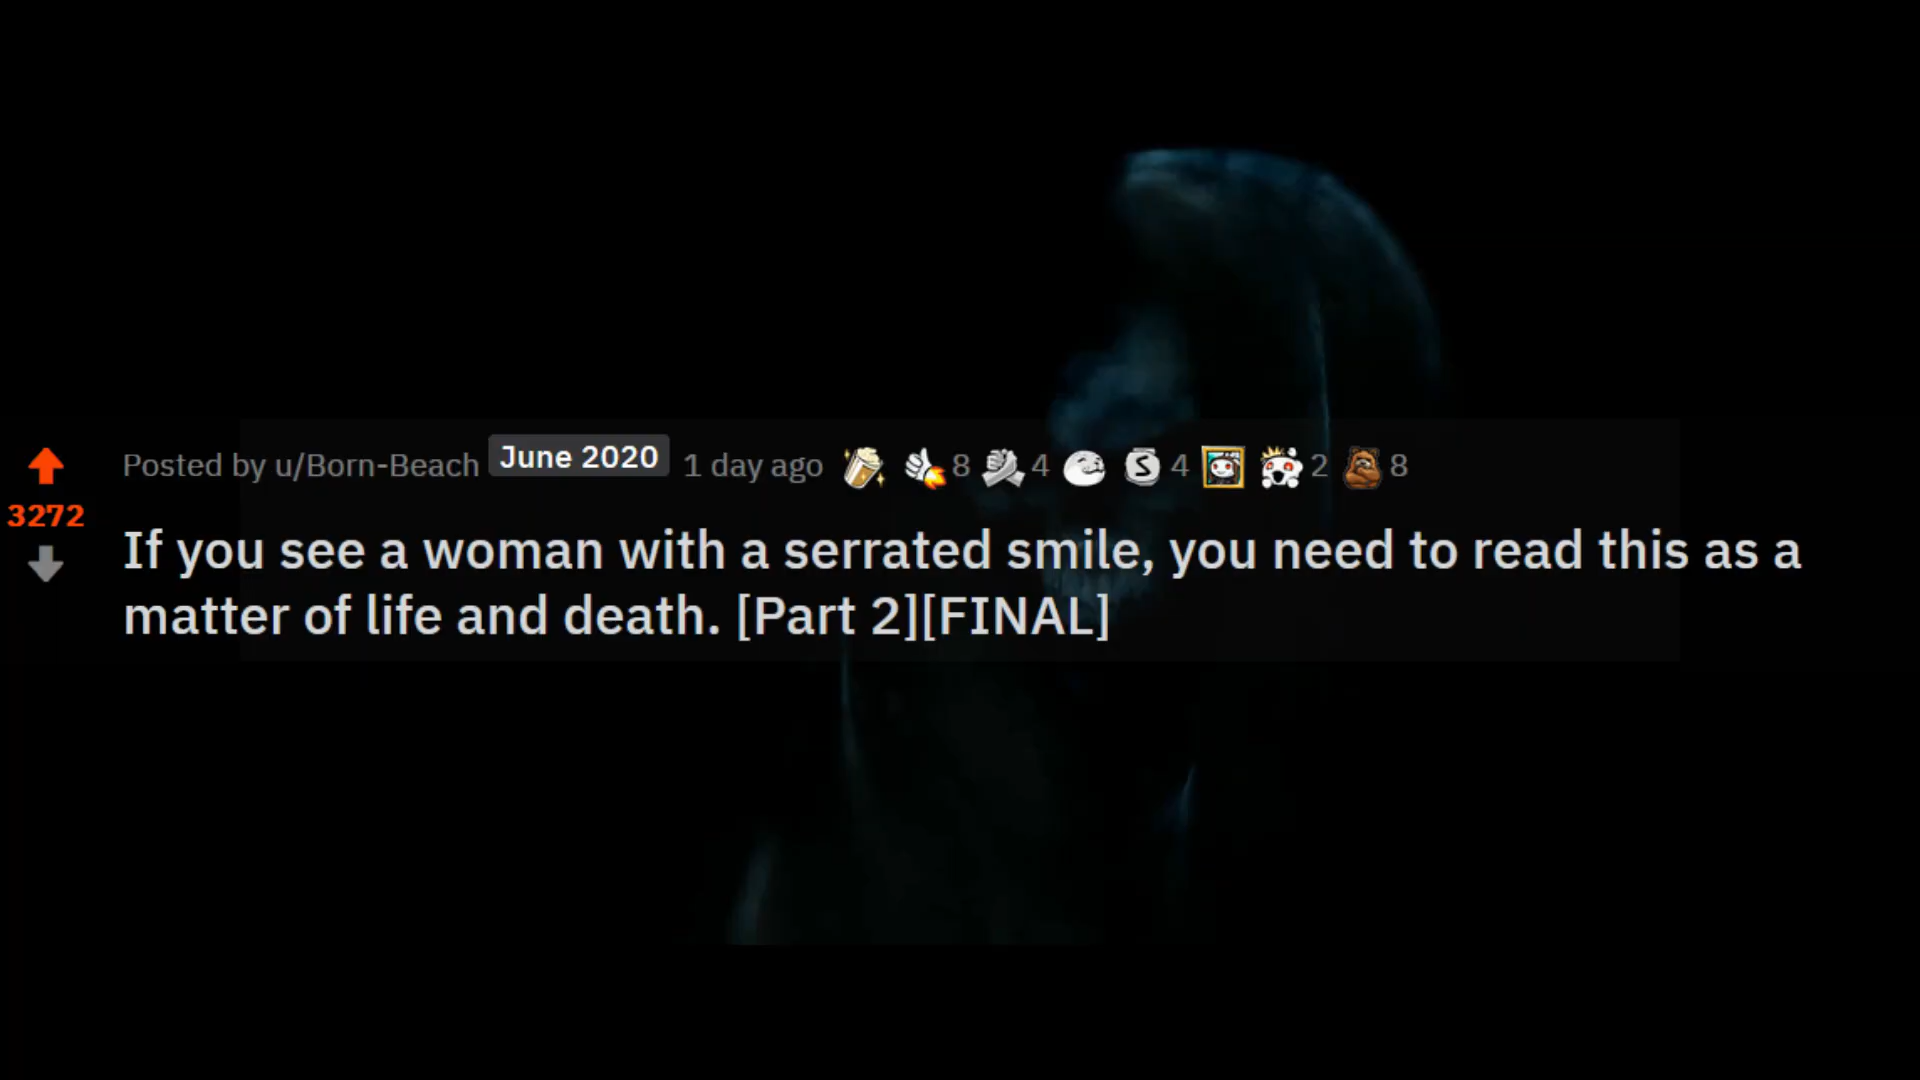 Posted by u/Born-Beach June 2020 1 day ago 8 4 S 4 2 8
3272
If you see a woman with a serrated smile, you need to read this as a
matter of life and death. [Part 2][FINAL]